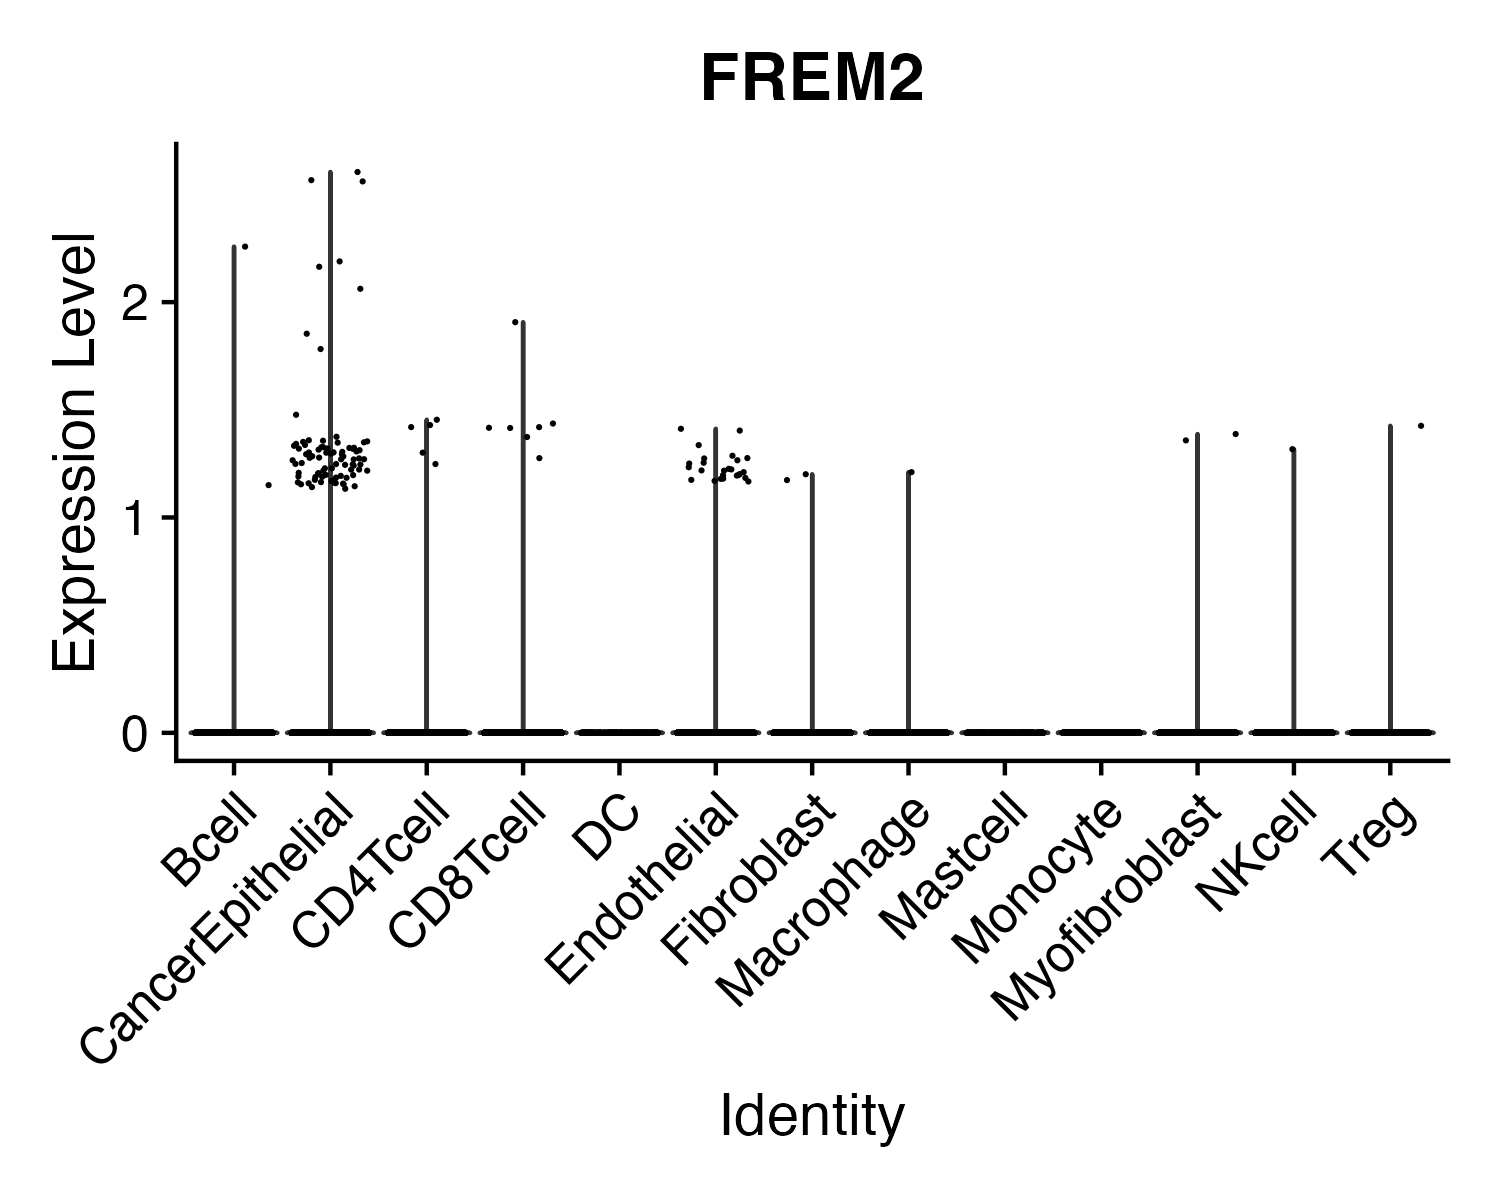 FREM2
Expression Level
2
1
0
Bcell
CancerEpithelial
CD4Tcell
CD8Tcell
DC
Endothelial
Fibroblast
Macrophage
Mastcell
Monocyte
Myofibroblast
NKcell
Treg
Identity